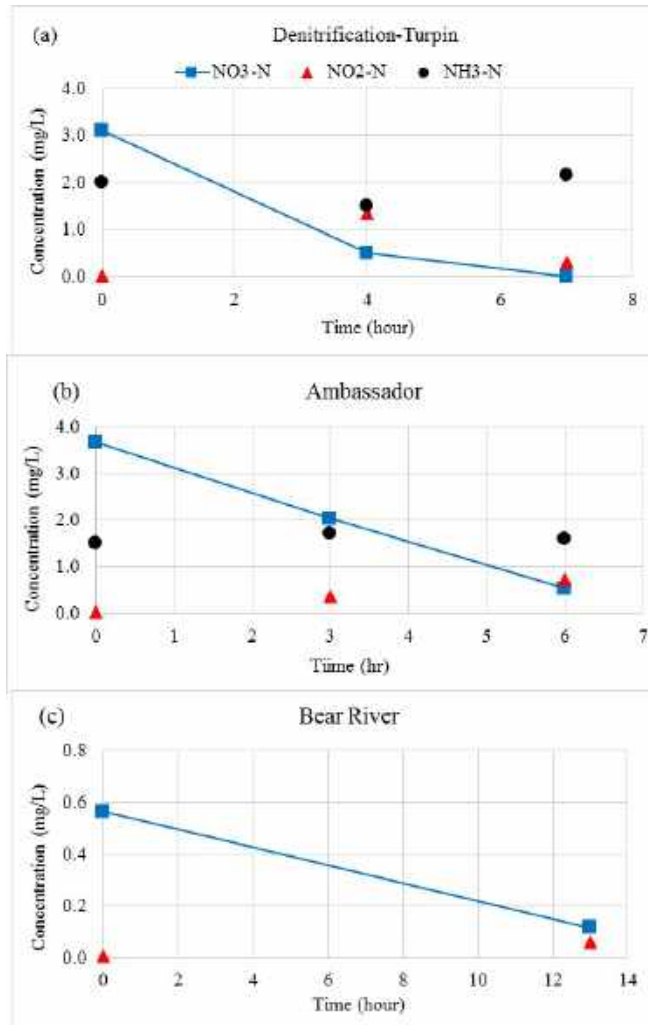 (a) Denitrification-Turpin
NO3-N NO2-N NH3-N
Concentration (mg/L)
4.0
3.0
2.0
1.0
0.0
0 2 4 6 8
Time (hour)
(b) Ambassador
Concentration (mg/L)
4.0
3.0
2.0
1.0
0.0
0 1 2 3 4 5 6 7
Tiime (hr)
(c) Bear River
Concentration (mg/L)
0.8
0.6
0.4
0.2
0.0
0 2 4 6 8 10 12 14
Time (hour)